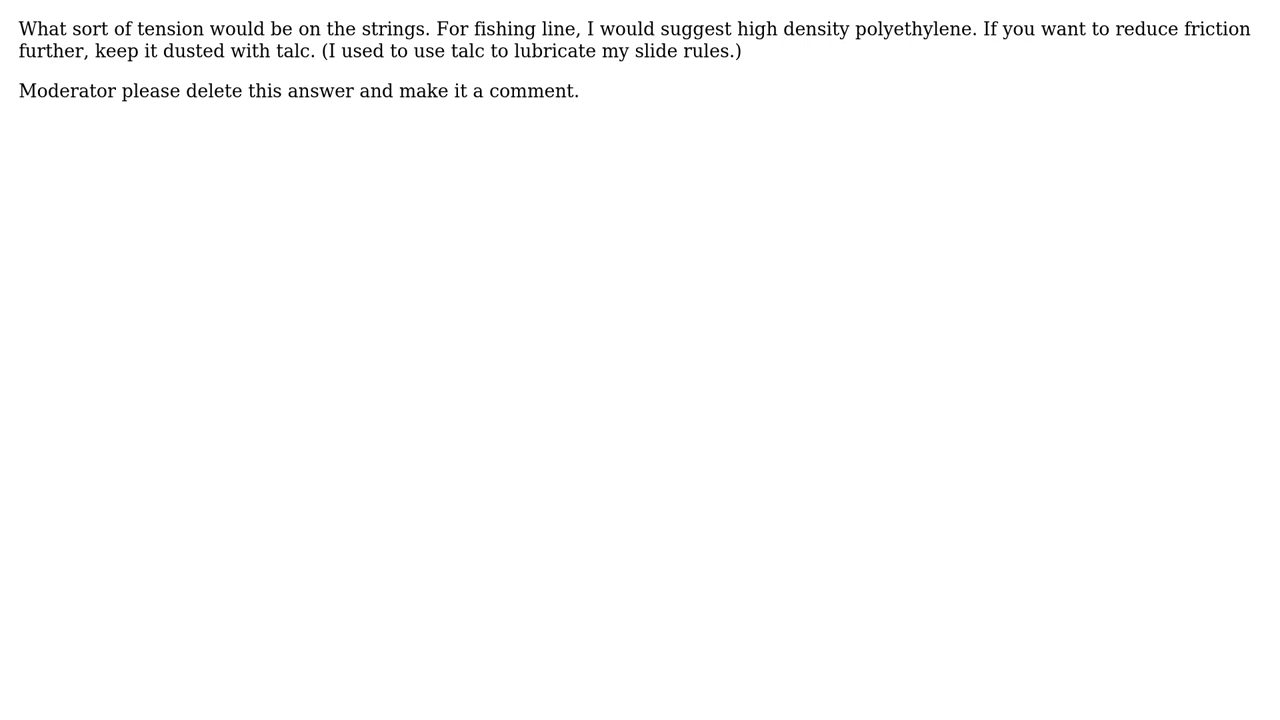 What sort of tension would be on the strings. For fishing line, I would suggest high density polyethylene. If you want to reduce friction
further, keep it dusted with talc. (I used to use talc to lubricate my slide rules.)
Moderator please delete this answer and make it a comment.